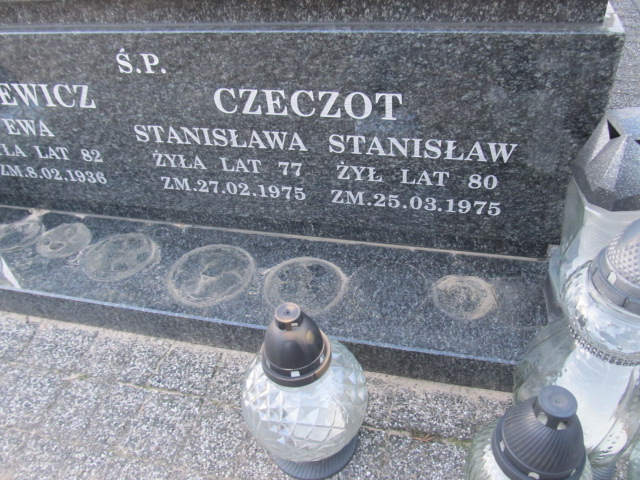 Ś.P.
EWICZ
EWA
ŻYŁA LAT 82
ZM.8.02.1936
CZECZOT
STANISŁAWA STANISŁAW
ŻYŁA LAT 77 ŻYŁ LAT 80
ZM.27.02.1975 ZM.25.03.1975